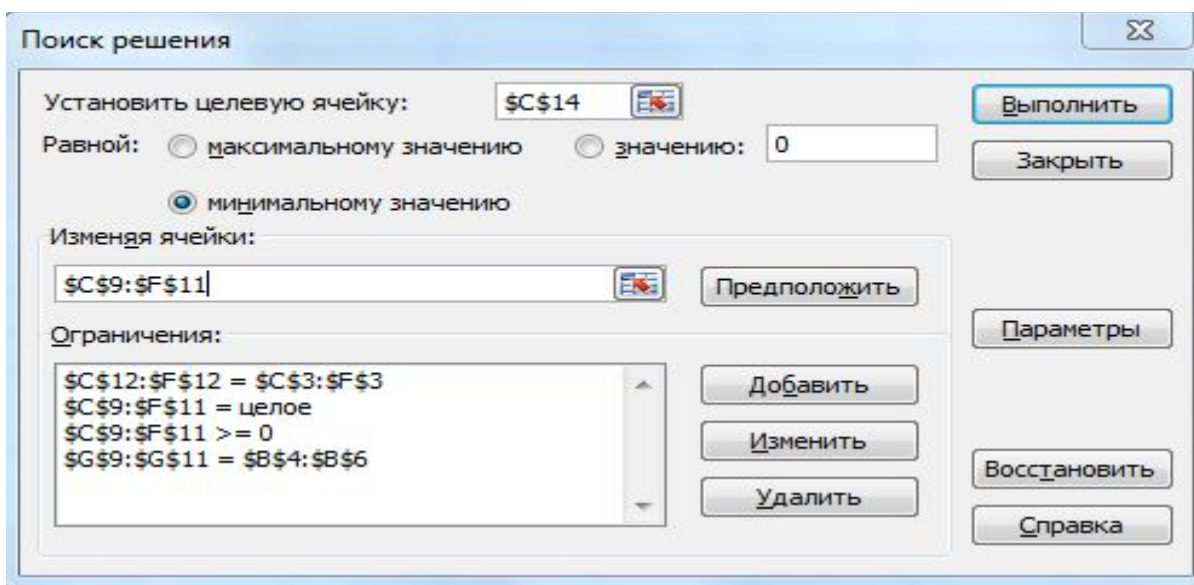 Поиск решения
Установить целевую ячейку: $C$14
Выполнить
Равной: максимальному значению значению: 0
Закрыть
минимальному значению
Изменяя ячейки:
$C$9:$F$11
Предположить
Параметры
Ограничения:
$C$12:$F$12 = $C$3:$F$3
$C$9:$F$11 = целое
$C$9:$F$11 >= 0
$G$9:$G$11 = $B$4:$B$6
Добавить
Изменить
Удалить
Восстановить
Справка